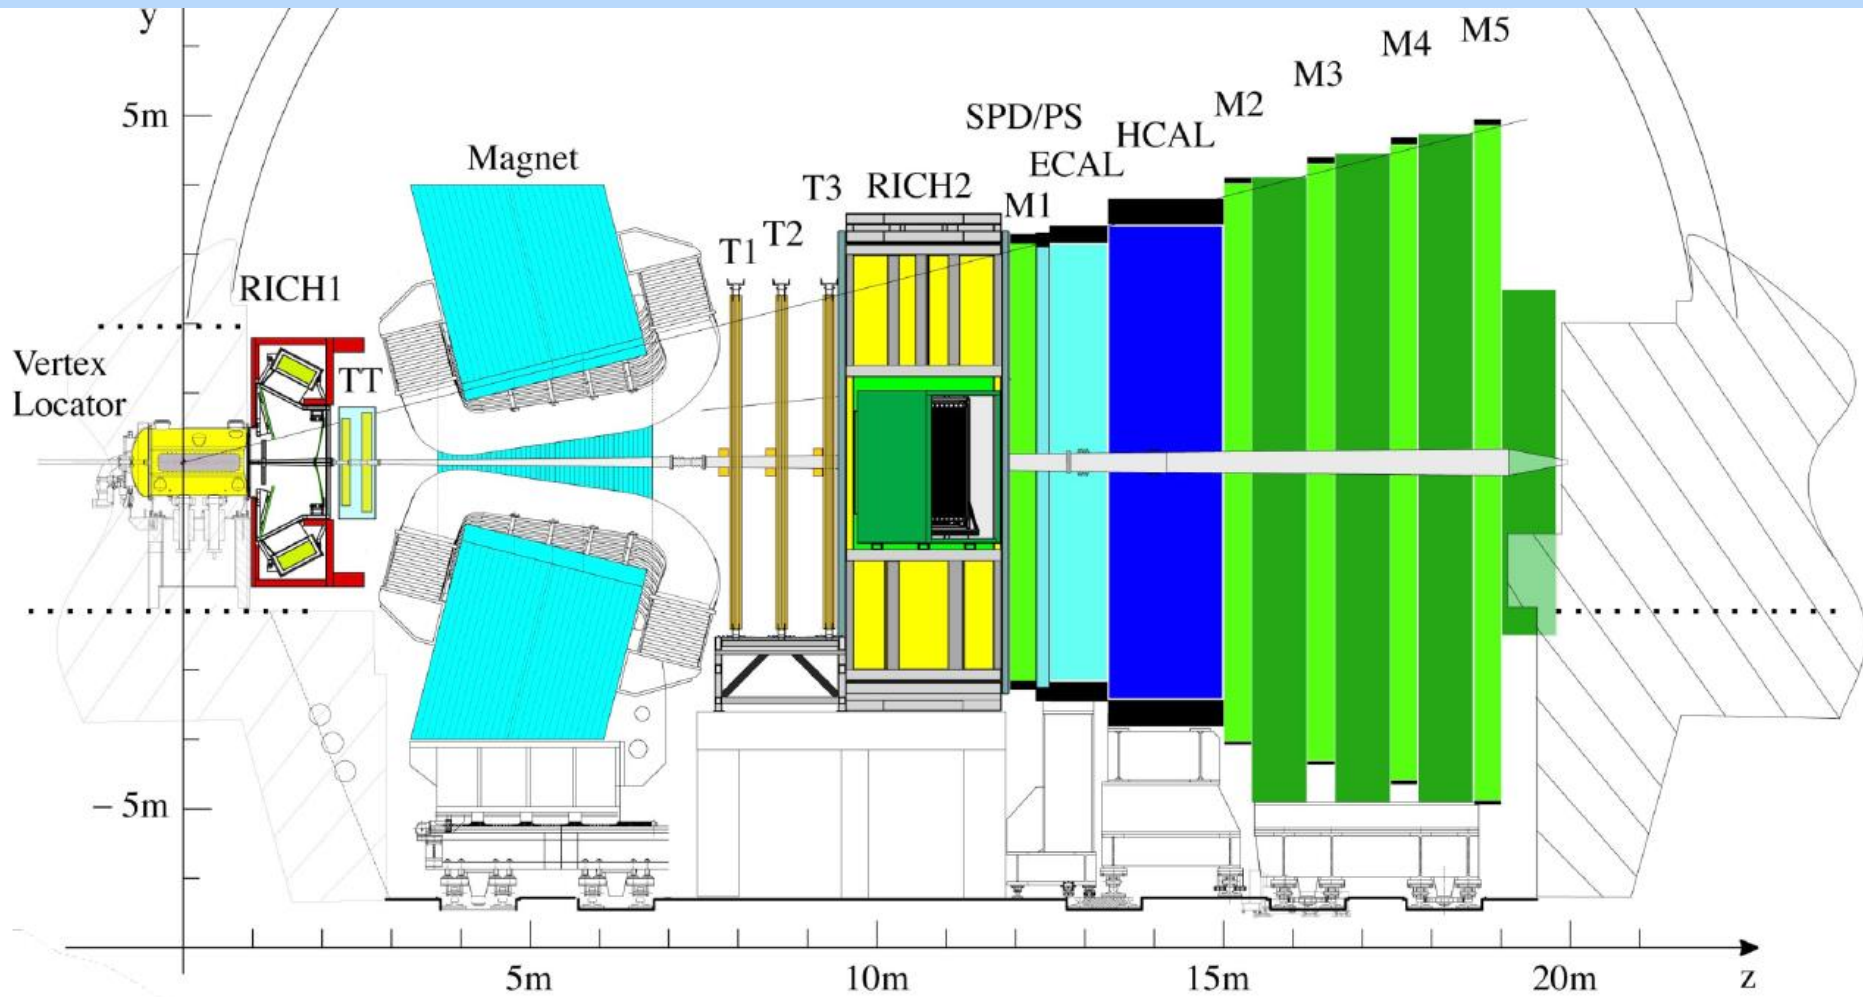 y
5m
Magnet
RICH1
Vertex
Locator
TT
T1
T2
T3
RICH2
M1
SPD/PS
ECAL
HCAL
M2
M3
M4
M5
− 5m
5m
10m
15m
20m
z